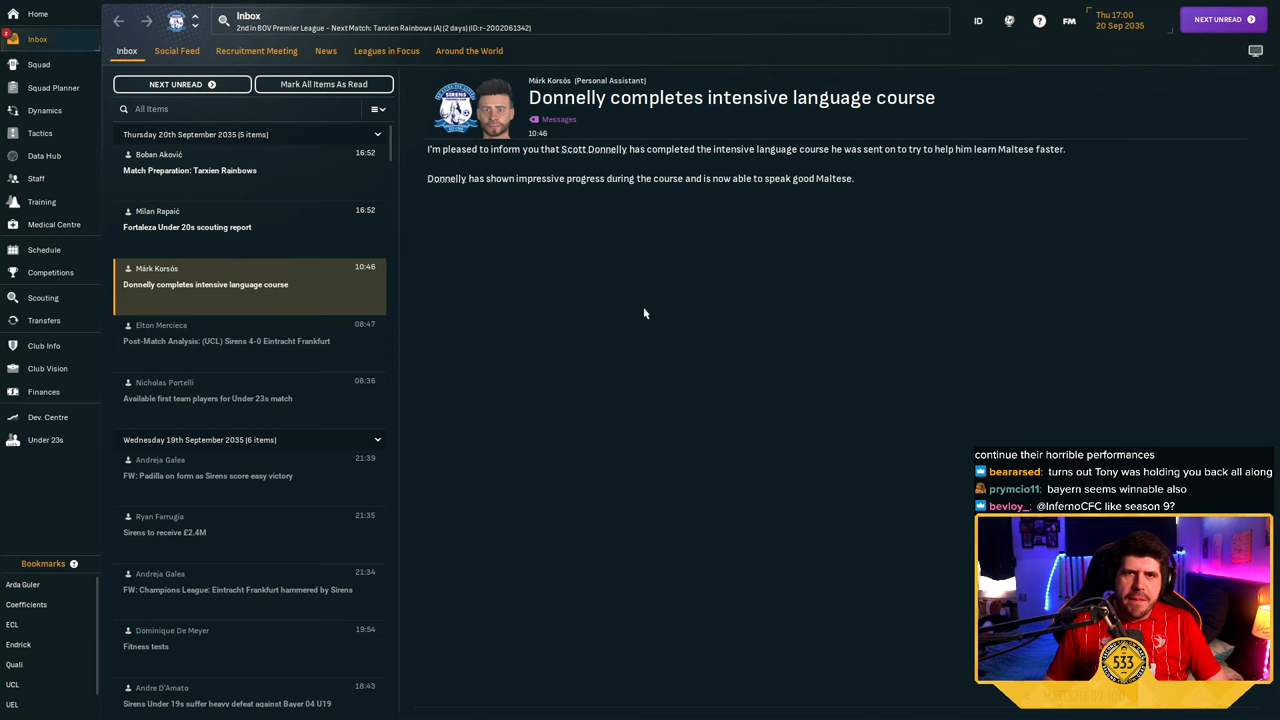 Home
2
Inbox
Squad
Squad Planner
Dynamics
Tactics
Data Hub
Staff
Training
Medical Centre
Schedule
Competitions
Scouting
Transfers
Club Info
Club Vision
Finances
Dev. Centre
Under 23s
Bookmarks ?
Arda Guler
Coefficients
ECL
Endrick
Quali
UCL
UEL
Inbox
2nd in BOV Premier League - Next Match: Tarxien Rainbows (A) (2 days) (ID:r-2002061342)
ID
?
FM
Thu 17:00
20 Sep 2035
NEXT UNREAD
Inbox
Social Feed
Recruitment Meeting
News
Leagues in Focus
Around the World
NEXT UNREAD
Mark All Items As Read
All Items
Thursday 20th September 2035 (5 items)
Boban Aković 16:52
Match Preparation: Tarxien Rainbows
Milan Rapaić 16:52
Fortaleza Under 20s scouting report
Márk Korsós 10:46
Donnelly completes intensive language course
Elton Mercieca 08:47
Post-Match Analysis: (UCL) Sirens 4-0 Eintracht Frankfurt
Nicholas Portelli 08:36
Available first team players for Under 23s match
Wednesday 19th September 2035 (6 items)
Andreja Galea 21:39
FW: Padilla on form as Sirens score easy victory
Ryan Farrugia 21:35
Sirens to receive £2.4M
Andreja Galea 21:34
FW: Champions League: Eintracht Frankfurt hammered by Sirens
Dominique De Meyer 19:54
Fitness tests
Andre D'Amato 18:43
Sirens Under 19s suffer heavy defeat against Bayer 04 U19
SIRENS
Márk Korsós (Personal Assistant)
Donnelly completes intensive language course
Messages
10:46
I'm pleased to inform you that Scott Donnelly has completed the intensive language course he was sent on to try to help him learn Maltese faster.
Donnelly has shown impressive progress during the course and is now able to speak good Maltese.
continue their horrible performances
beararsed: turns out Tony was holding you back all along
prymcio11: bayern seems winnable also
bevloy_: @InfernoCFC like season 9?
533